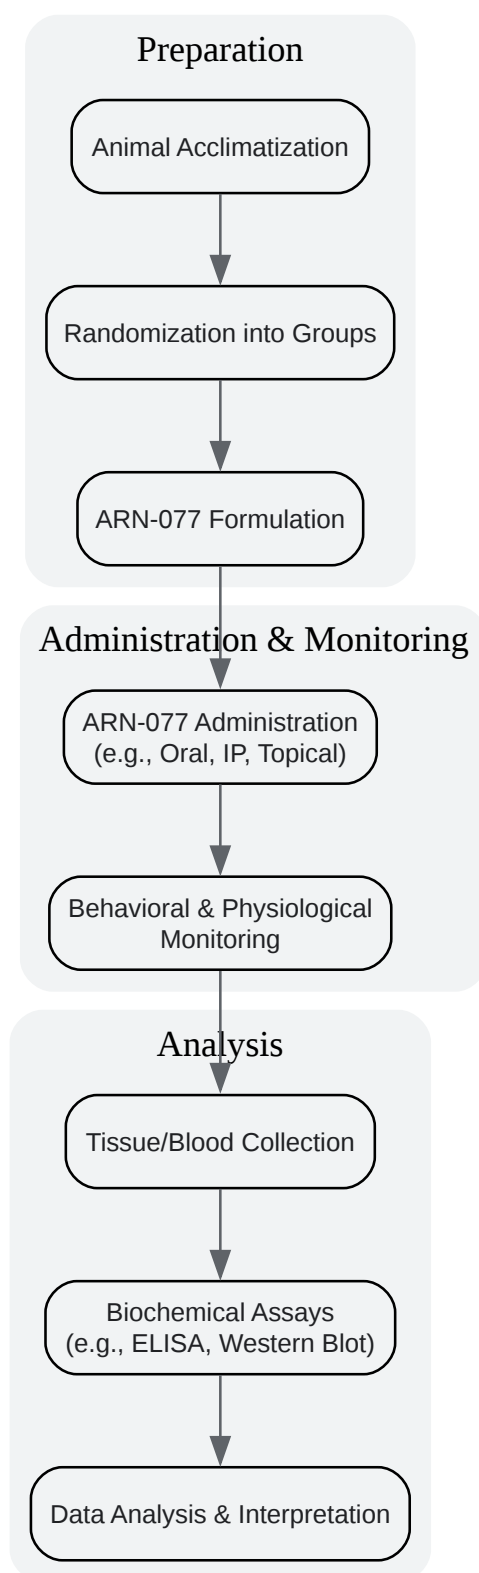 Preparation
Animal Acclimatization
Randomization into Groups
ARN-077 Formulation
Administration & Monitoring
ARN-077 Administration
(e.g., Oral, IP, Topical)
Behavioral & Physiological
Monitoring
Analysis
Tissue/Blood Collection
Biochemical Assays
(e.g., ELISA, Western Blot)
Data Analysis & Interpretation